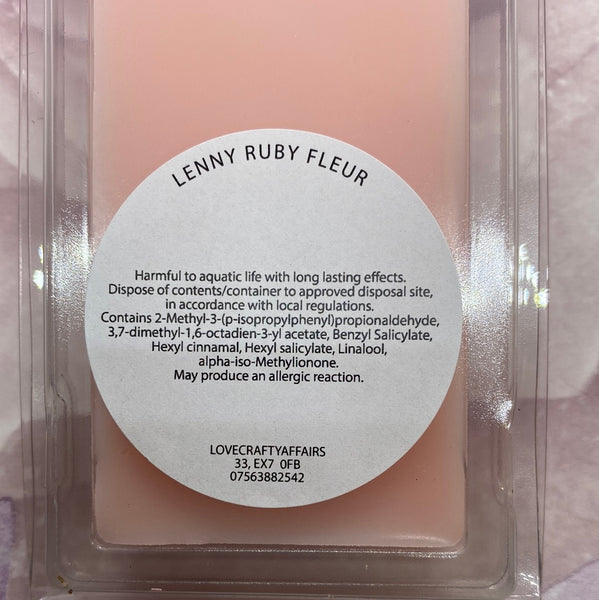 LENNY RUBY FLEUR
Harmful to aquatic life with long lasting effects.
Dispose of contents/container to approved disposal site,
in accordance with local regulations.
Contains 2-Methyl-3-(p-isopropylphenyl)propionaldehyde,
3,7-dimethyl-1,6-octadien-3-yl acetate, Benzyl Salicylate,
Hexyl cinnamal, Hexyl salicylate, Linalool,
alpha-iso-Methylionone.
May produce an allergic reaction.
LOVECRAFTYAFFAIRS
33, EX7 0FB
07563882542